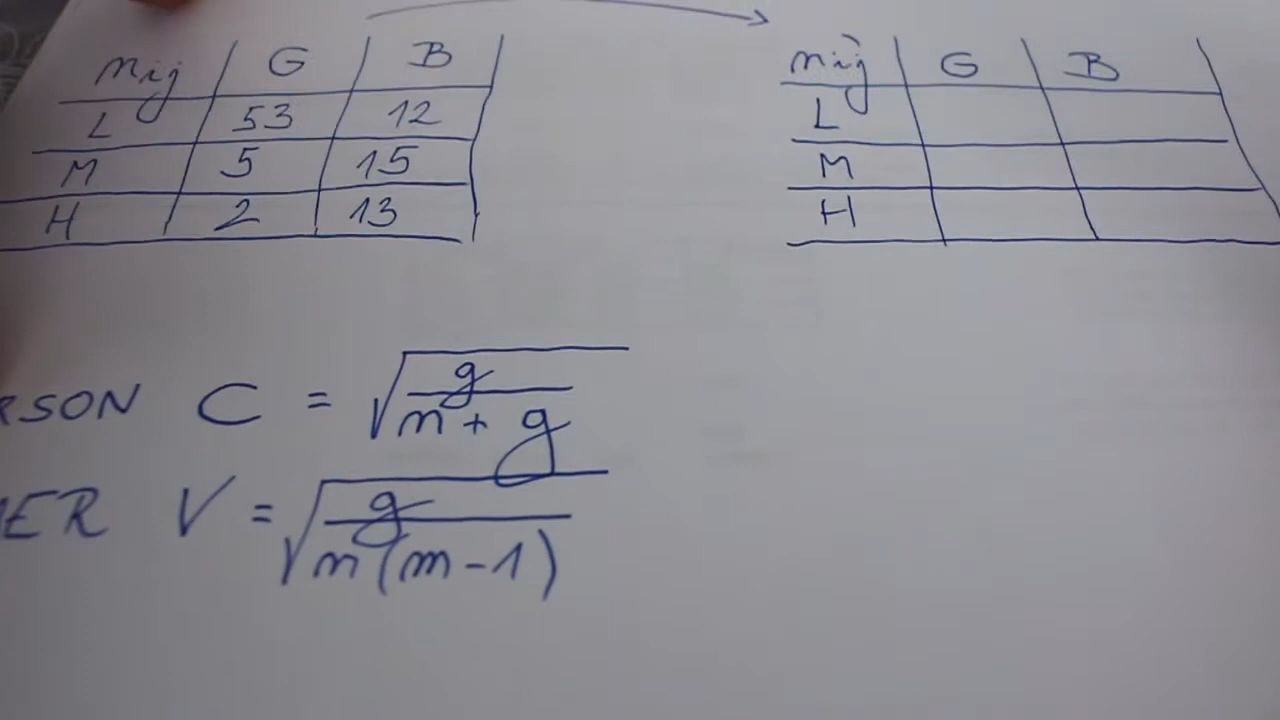 nij G B
L 53 12
M 5 15
H 2 13
nij G B
L
M
H
RSON C = √(g/(n + g))
ER V = √(g/(n(m - 1)))